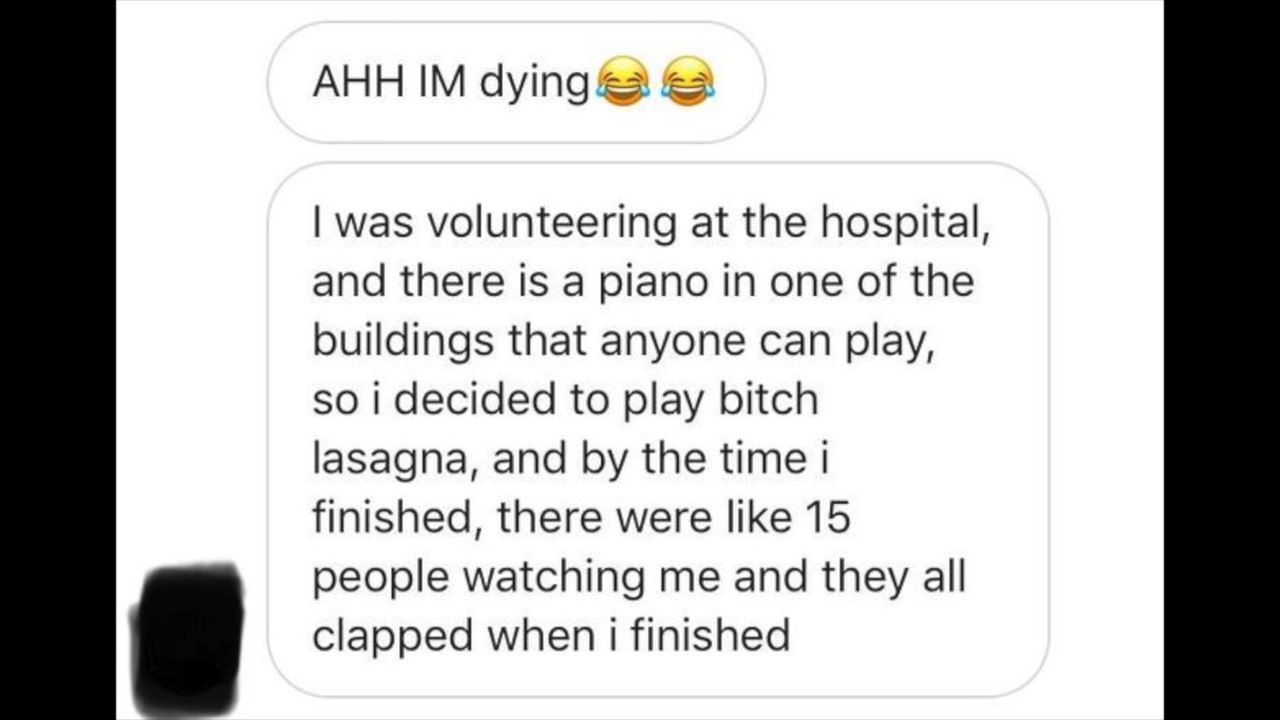 AHH IM dying😂😂
I was volunteering at the hospital,
and there is a piano in one of the
buildings that anyone can play,
so i decided to play bitch
lasagna, and by the time i
finished, there were like 15
people watching me and they all
clapped when i finished